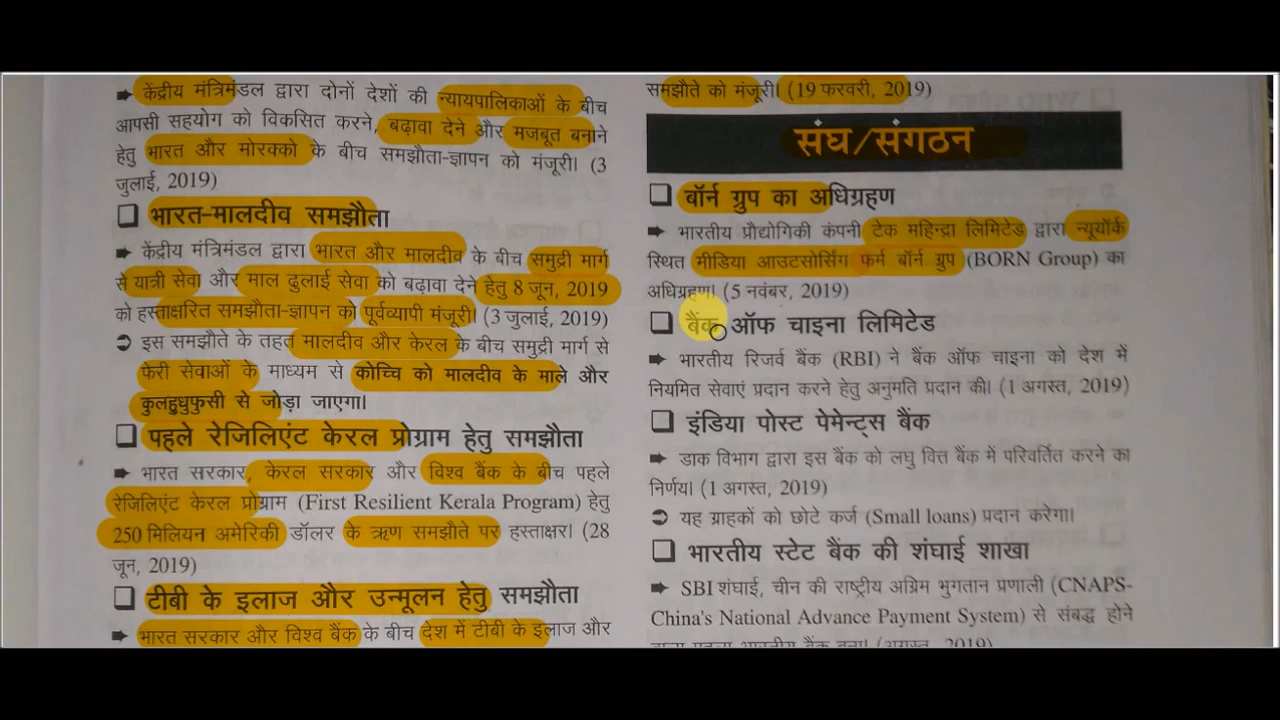 ➡ केंद्रीय मंत्रिमंडल द्वारा दोनों देशों की न्यायपालिकाओं के बीच
आपसी सहयोग को विकसित करने, बढ़ावा देने और मजबूत बनाने
हेतु भारत और मोरक्को के बीच समझौता-ज्ञापन को मंजूरी। (3
जुलाई, 2019)
❑ भारत-मालदीव समझौता
➡ केंद्रीय मंत्रिमंडल द्वारा भारत और मालदीव के बीच समुद्री मार्ग
से यात्री सेवा और माल ढुलाई सेवा को बढ़ावा देने हेतु 8 जून, 2019
को हस्ताक्षरित समझौता-ज्ञापन को पूर्वव्यापी मंजूरी। (3 जुलाई, 2019)
➲ इस समझौते के तहत मालदीव और केरल के बीच समुद्री मार्ग से
फेरी सेवाओं के माध्यम से कोच्चि को मालदीव के माले और
कुलहुधुफुसी से जोड़ा जाएगा।
❑ पहले रेजिलिएंट केरल प्रोग्राम हेतु समझौता
➡ भारत सरकार, केरल सरकार और विश्व बैंक के बीच पहले
रेजिलिएंट केरल प्रोग्राम (First Resilient Kerala Program) हेतु
250 मिलियन अमेरिकी डॉलर के ऋण समझौते पर हस्ताक्षर। (28
जून, 2019)
❑ टीबी के इलाज और उन्मूलन हेतु समझौता
➡ भारत सरकार और विश्व बैंक के बीच देश में टीबी के इलाज और
समझौते को मंजूरी। (19 फरवरी, 2019)
संघ/संगठन
❑ बॉर्न ग्रुप का अधिग्रहण
➡ भारतीय प्रौद्योगिकी कंपनी टेक महिन्द्रा लिमिटेड द्वारा न्यूयॉर्क
स्थित मीडिया आउटसोर्सिंग फर्म बॉर्न ग्रुप (BORN Group) का
अधिग्रहण। (5 नवंबर, 2019)
❑ बैंक ऑफ चाइना लिमिटेड
➡ भारतीय रिजर्व बैंक (RBI) ने बैंक ऑफ चाइना को देश में
नियमित सेवाएं प्रदान करने हेतु अनुमति प्रदान की। (1 अगस्त, 2019)
❑ इंडिया पोस्ट पेमेन्ट्स बैंक
➡ डाक विभाग द्वारा इस बैंक को लघु वित्त बैंक में परिवर्तित करने का
निर्णय। (1 अगस्त, 2019)
➲ यह ग्राहकों को छोटे कर्ज (Small loans) प्रदान करेगा।
❑ भारतीय स्टेट बैंक की शंघाई शाखा
➡ SBI शंघाई, चीन की राष्ट्रीय अग्रिम भुगतान प्रणाली (CNAPS-
China's National Advance Payment System) से संबद्ध होने
वाला पहला भारतीय बैंक बना। (अगस्त, 2019)